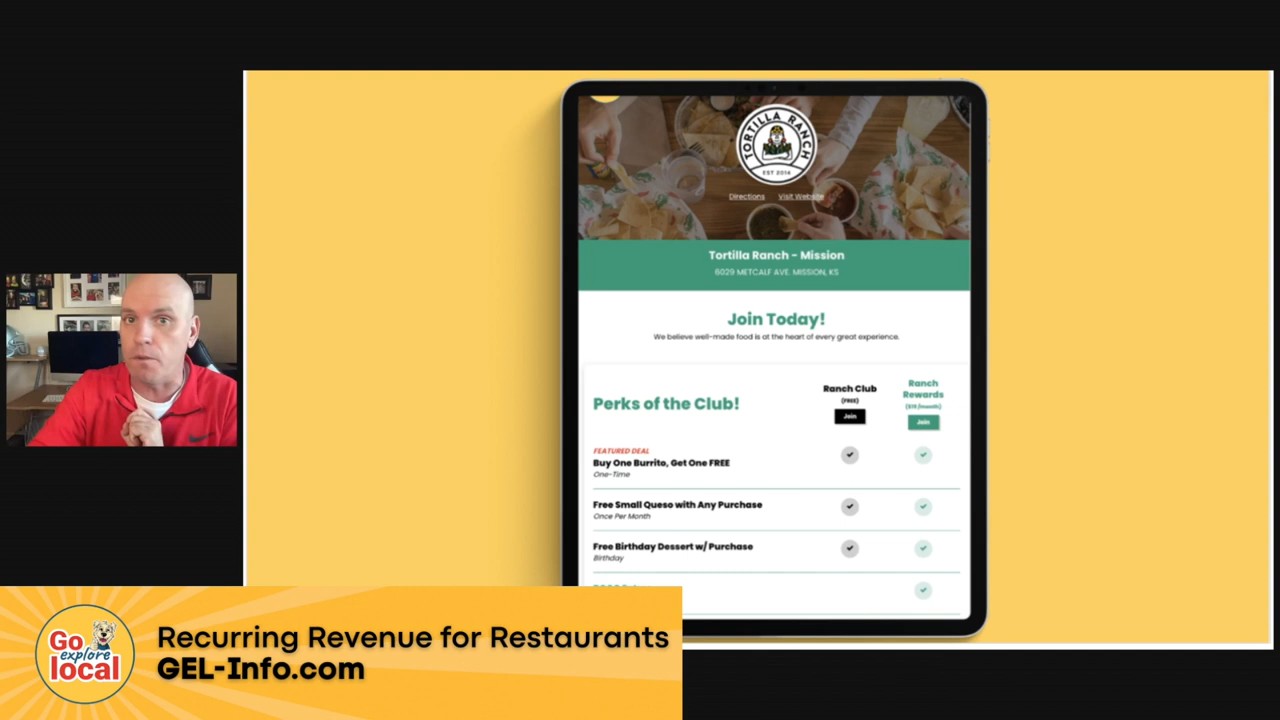 TORTILLA RANCH
EST 2014
Directions Visit Website
Tortilla Ranch - Mission
6029 METCALF AVE. MISSION, KS
Join Today!
We believe well-made food is at the heart of every great experience.
Perks of the Club!
Ranch Club
(FREE)
Join
Ranch
Rewards
Join
FEATURED DEAL
Buy One Burrito, Get One FREE
One-Time
Free Small Queso with Any Purchase
Once Per Month
Free Birthday Dessert w/ Purchase
Birthday
Go
explore
local
Recurring Revenue for Restaurants
GEL-Info.com